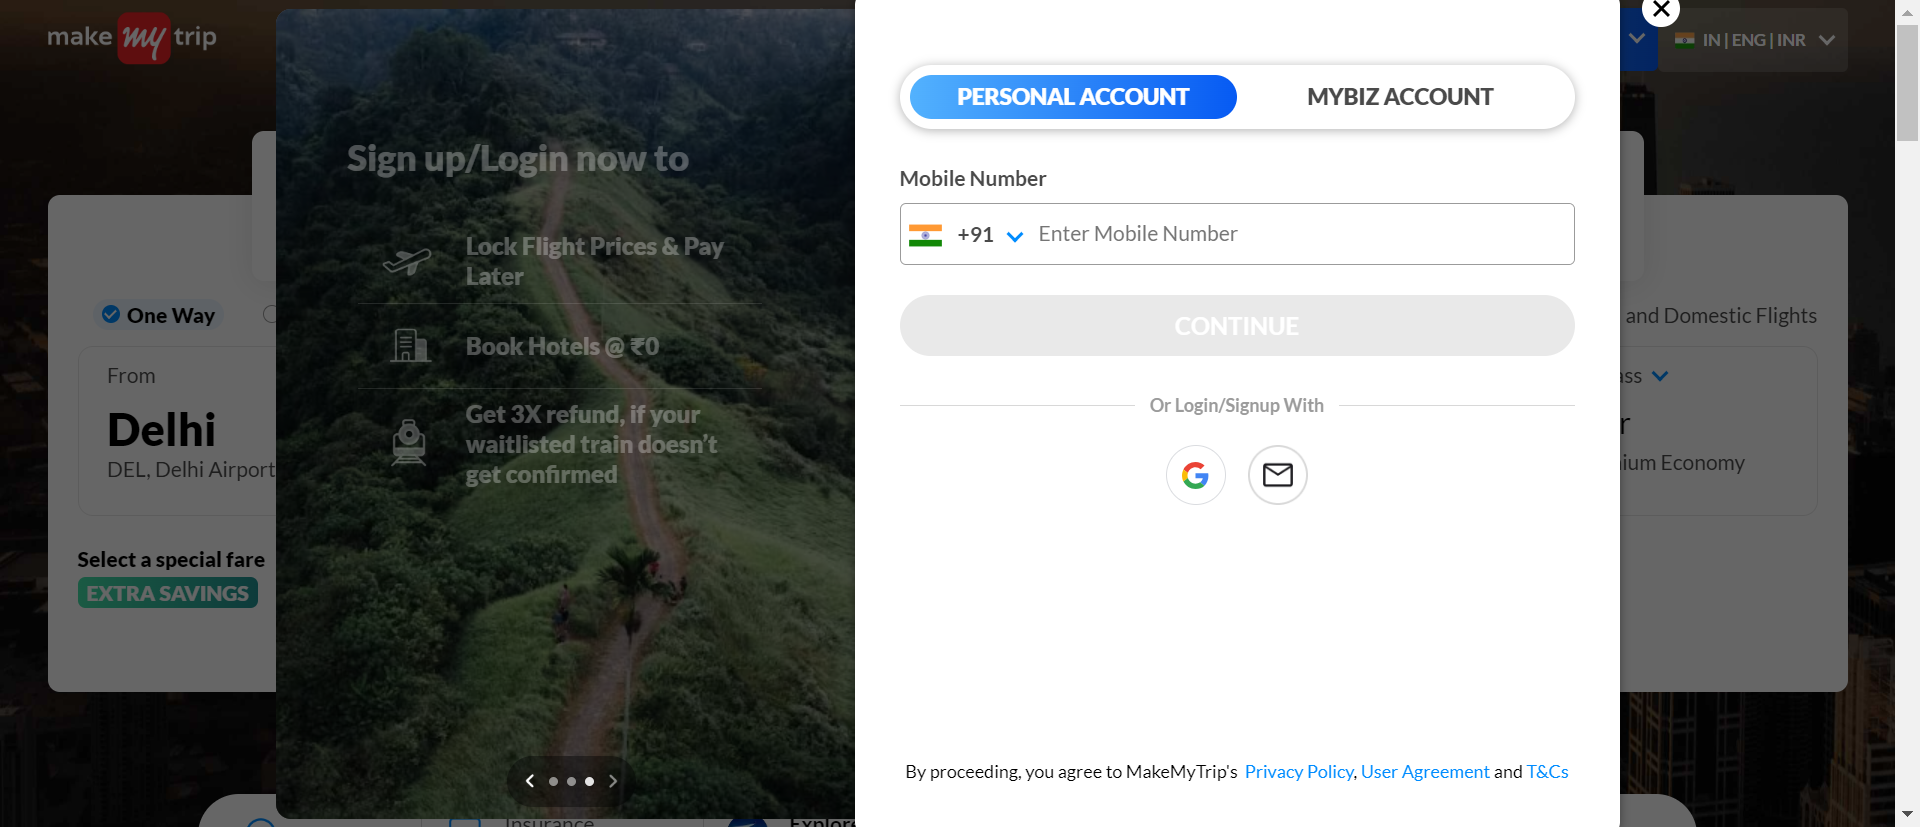 make my trip
IN | ENG | INR
PERSONAL ACCOUNT
MYBIZ ACCOUNT
Sign up/Login now to
Mobile Number
+91
Enter Mobile Number
Lock Flight Prices & Pay
Later
CONTINUE
One Way
and Domestic Flights
Book Hotels @ ₹0
From
Delhi
DEL, Delhi Airport
Or Login/Signup With
Get 3X refund, if your
waitlisted train doesn't
get confirmed
ium Economy
Select a special fare
EXTRA SAVINGS
By proceeding, you agree to MakeMyTrip's Privacy Policy, User Agreement and T&Cs
Insurance
Explore